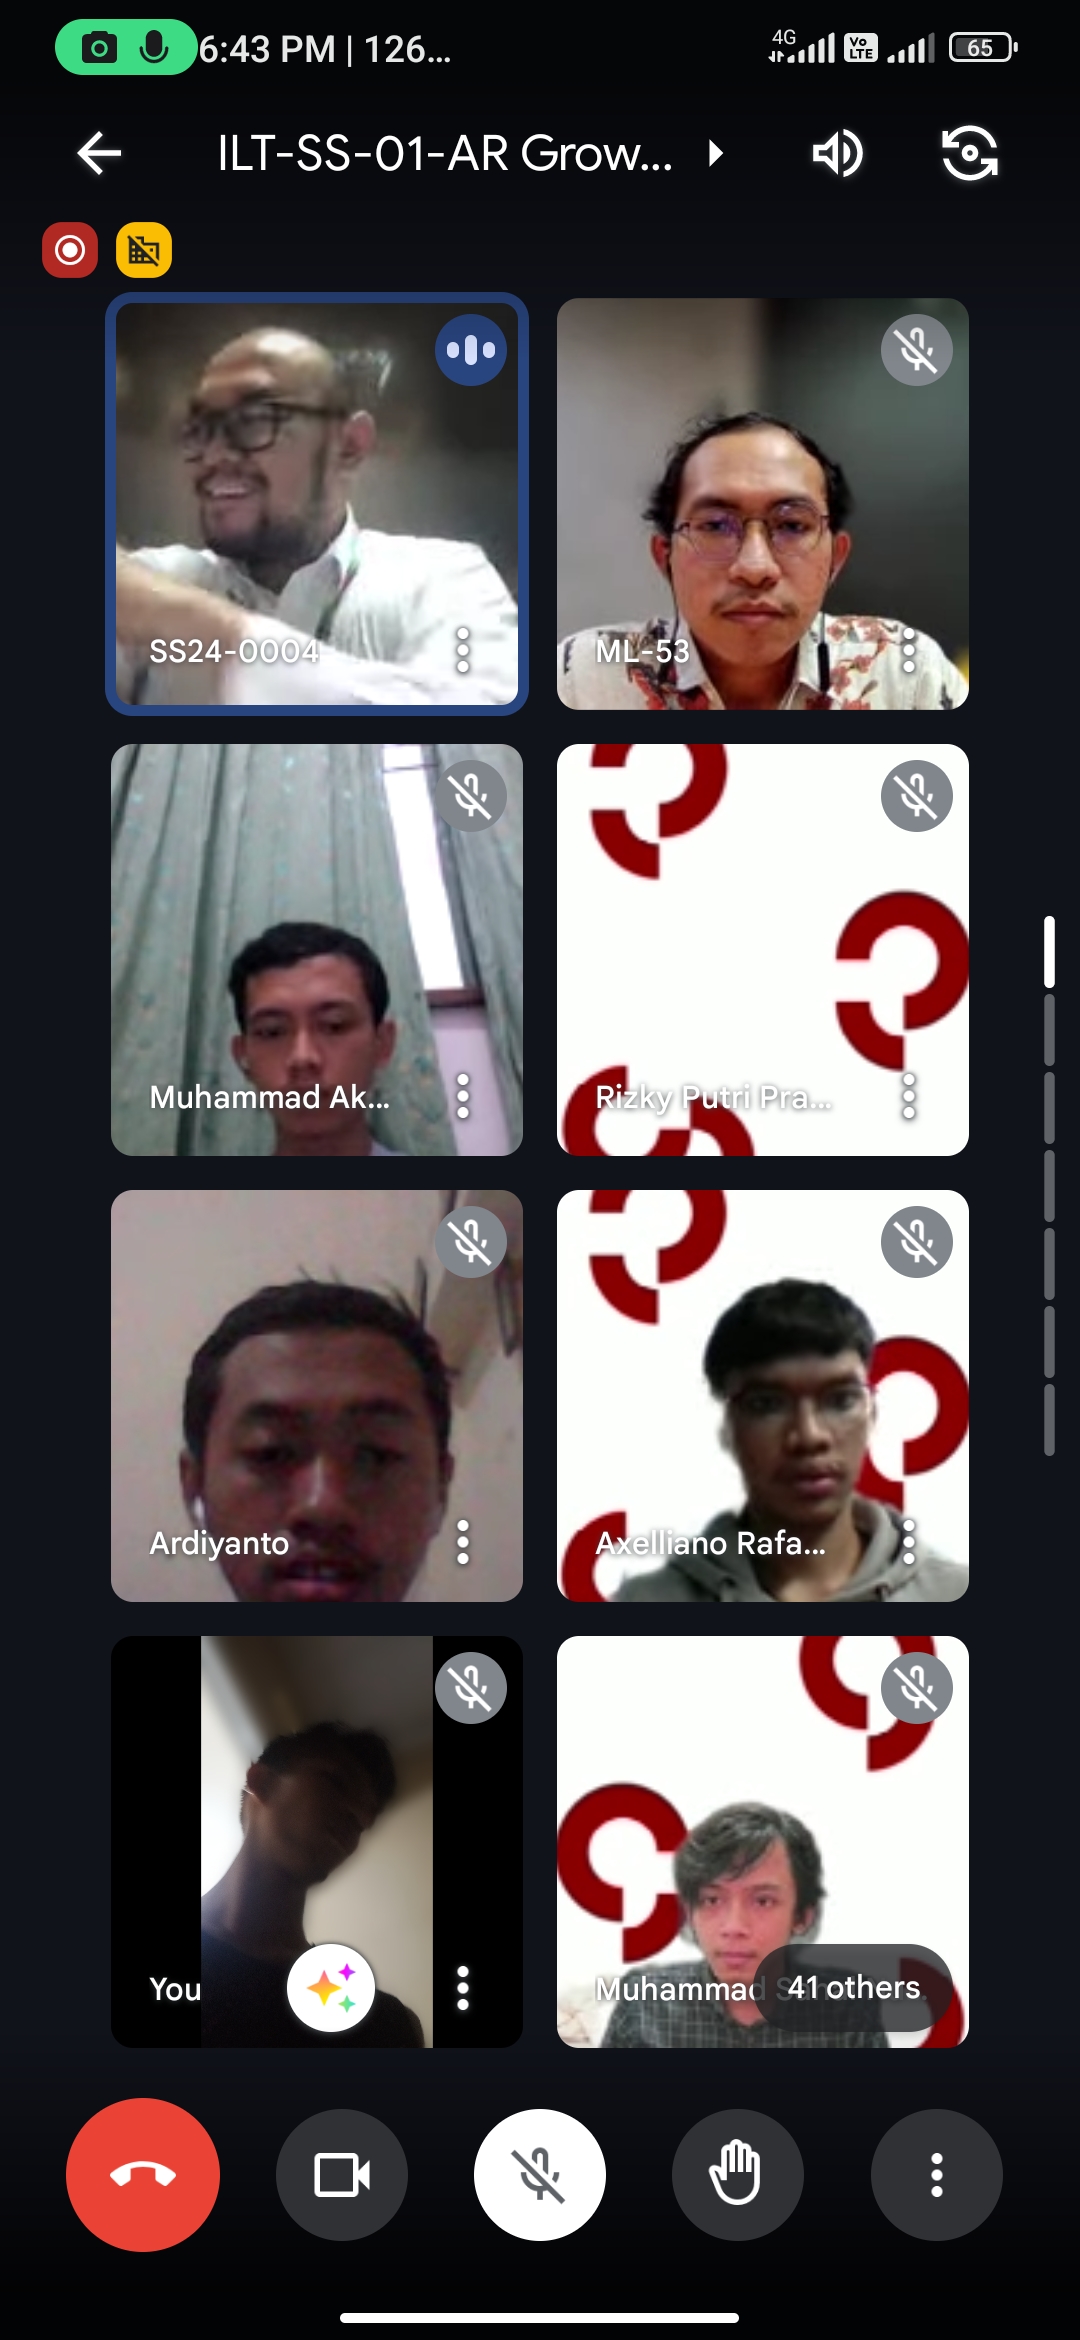 6:43 PM | 126...
4G
Vo LTE
65
ILT-SS-01-AR Grow...
SS24-0004
ML-53
Muhammad Ak...
Rizky Putri Pra...
Ardiyanto
Axelliano Rafa...
You
Muhammad
41 others